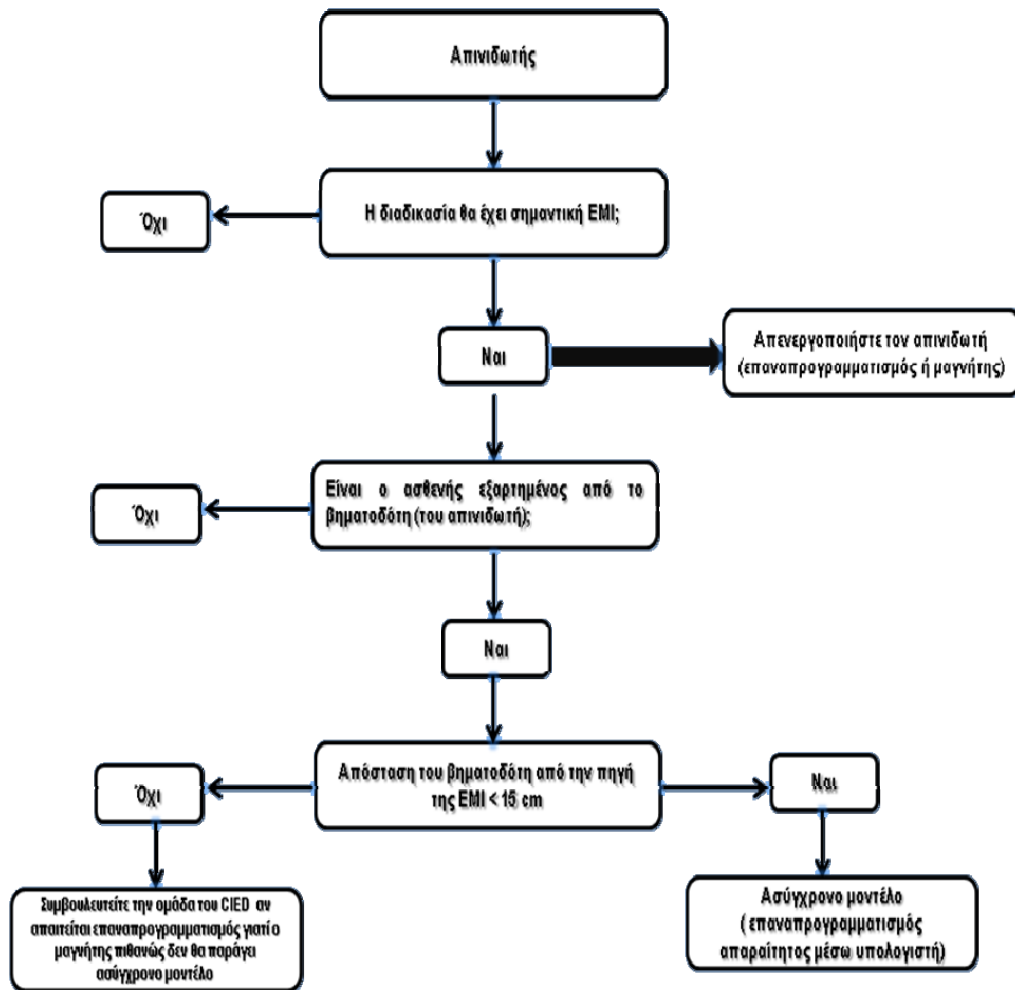 Απινιδωτής
Η διαδικασία θα έχει σημαντική EMI;
Όχι
Ναι
Απενεργοποιήστε τον απινιδωτή
(επαναπρογραμματισμός ή μαγνήτης)
Είναι ο ασθενής εξαρτημένος από το
βηματοδότη (του απινιδωτή);
Όχι
Ναι
Απόσταση του βηματοδότη από την πηγή
της EMI < 15 cm
Όχι
Ναι
Συμβουλευτείτε την ομάδα του CIED αν
απαιτείται επαναπρογραμματισμός γιατί ο
μαγνήτης πιθανώς δεν θα παράγει
ασύγχρονο μοντέλο
Ασύγχρονο μοντέλο
( επαναπρογραμματισμός
απαραίτητος μέσω υπολογιστή)